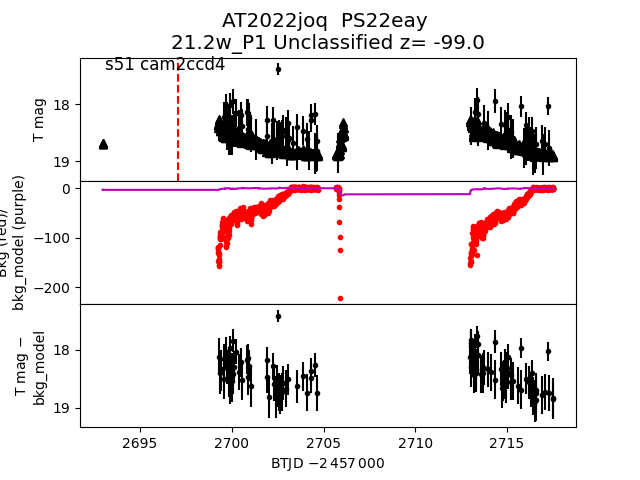 AT2022joq  PS22eay
21.2w_P1 Unclassified z= -99.0
s51 cam2ccd4
T mag
18
19
Bkg (red)/
bkg_model (purple)
0
−100
−200
T mag −
bkg_model
18
19
2695 2700 2705 2710 2715
BTJD −2 457 000